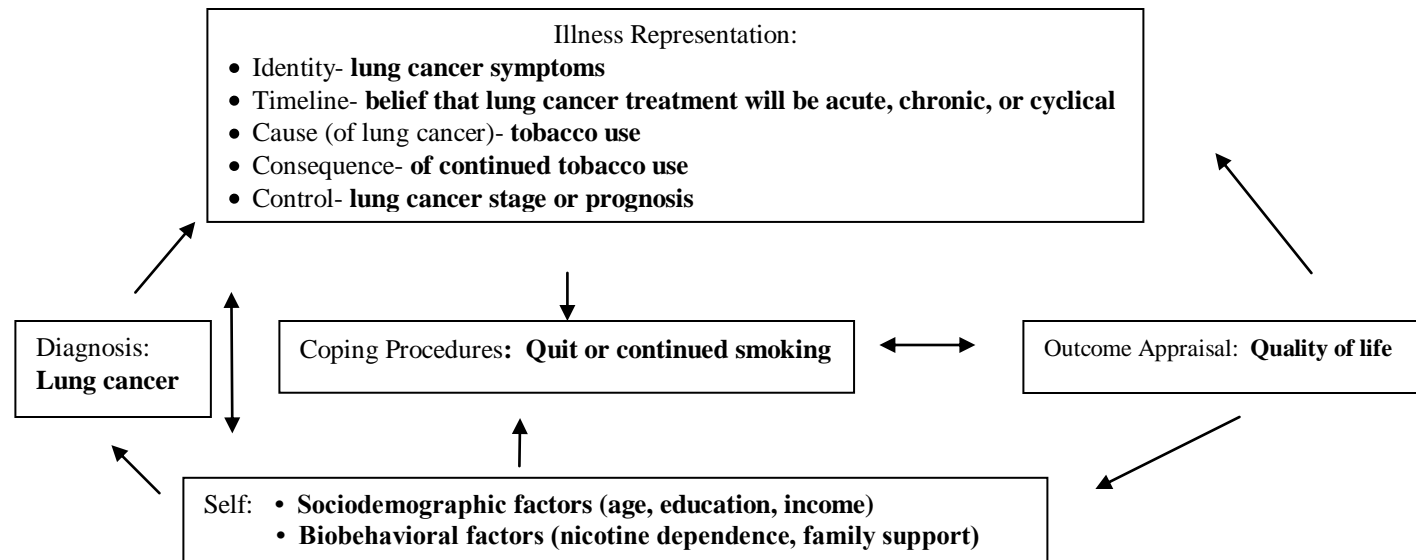 Illness Representation:
• Identity- lung cancer symptoms
• Timeline- belief that lung cancer treatment will be acute, chronic, or cyclical
• Cause (of lung cancer)- tobacco use
• Consequence- of continued tobacco use
• Control- lung cancer stage or prognosis
Diagnosis:
Lung cancer
Coping Procedures: Quit or continued smoking
Outcome Appraisal: Quality of life
Self: • Sociodemographic factors (age, education, income)
• Biobehavioral factors (nicotine dependence, family support)